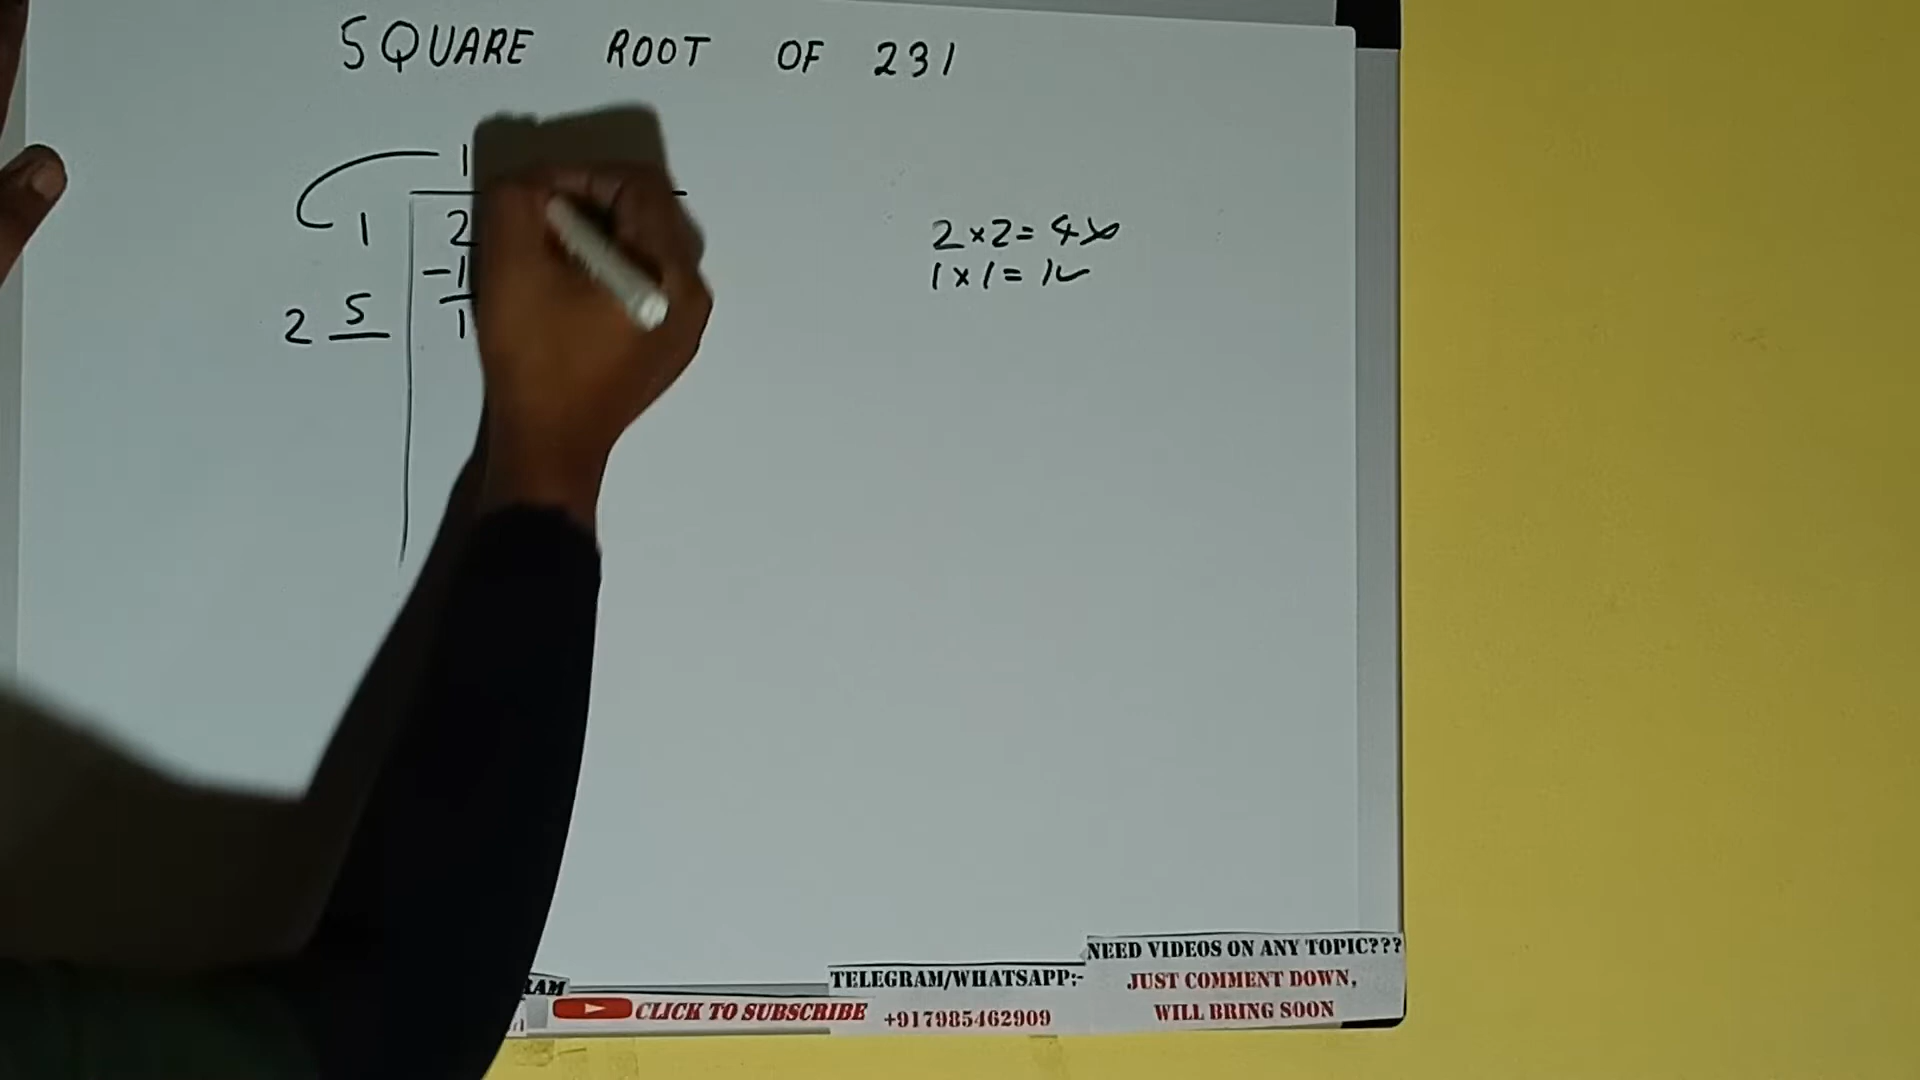 SQUARE ROOT OF 231
1
1 2
-1
2 5 1
2×2=4×
1×1=1✓
NEED VIDEOS ON ANY TOPIC???
JUST COMMENT DOWN,
WILL BRING SOON
TELEGRAM/WHATSAPP:-
+917985462909
CLICK TO SUBSCRIBE